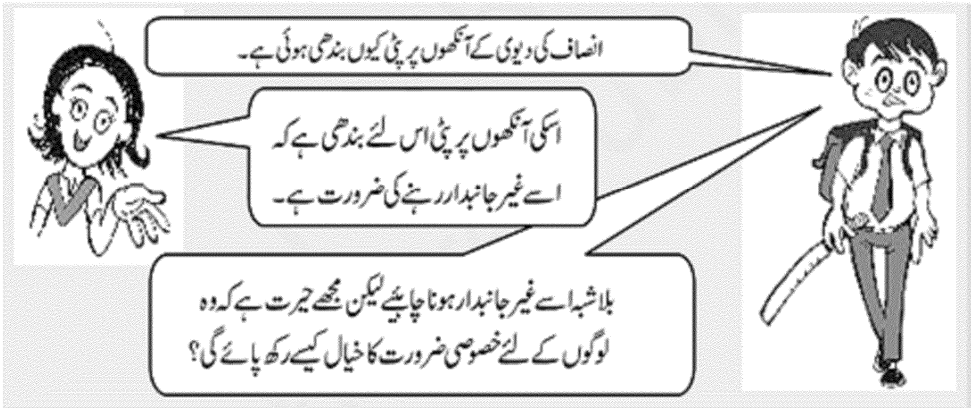 انصاف کی دیوی کے آنکھوں پر پٹی کیوں بندھی ہوئی ہے۔
اسکی آنکھوں پر پٹی اس لئے بندھی ہے کہ
اسے غیر جانبدار رہنے کی ضرورت ہے۔
بلا شبہ اسے غیر جانبدار ہونا چاہئیے لیکن مجھے حیرت ہے کہ وہ
لوگوں کے لئے خصوصی ضرورت کا خیال کیسے رکھ پائے گی؟